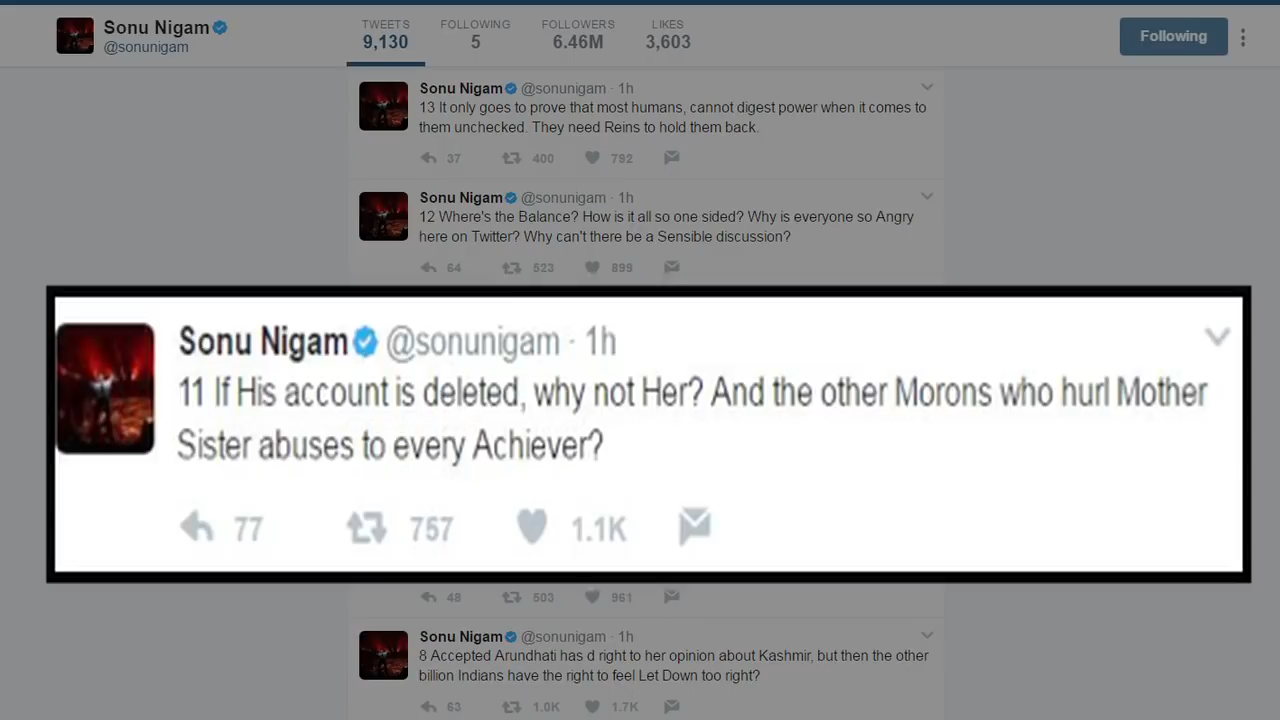 Sonu Nigam
@sonunigam
TWEETS
9,130
FOLLOWING
5
FOLLOWERS
6.46M
LIKES
3,603
Following
Sonu Nigam @sonunigam · 1h
13 It only goes to prove that most humans, cannot digest power when it comes to
them unchecked. They need Reins to hold them back.
37 400 792
Sonu Nigam @sonunigam · 1h
12 Where's the Balance? How is it all so one sided? Why is everyone so Angry
here on Twitter? Why can't there be a Sensible discussion?
64 523 899
Sonu Nigam @sonunigam · 1h
11 If His account is deleted, why not Her? And the other Morons who hurl Mother
Sister abuses to every Achiever?
77 757 1.1K
48 503 961
Sonu Nigam @sonunigam · 1h
8 Accepted Arundhati has d right to her opinion about Kashmir, but then the other
billion Indians have the right to feel Let Down too right?
63 1.0K 1.7K